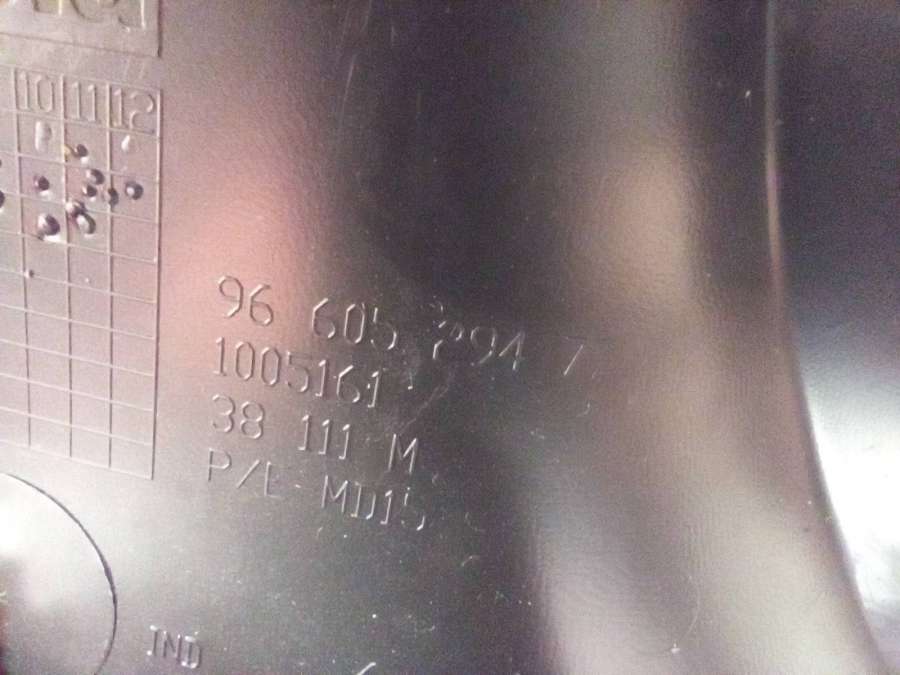 10 11 12
96 605 294 7
1005161
38 111 M
P/E-MD15
IND